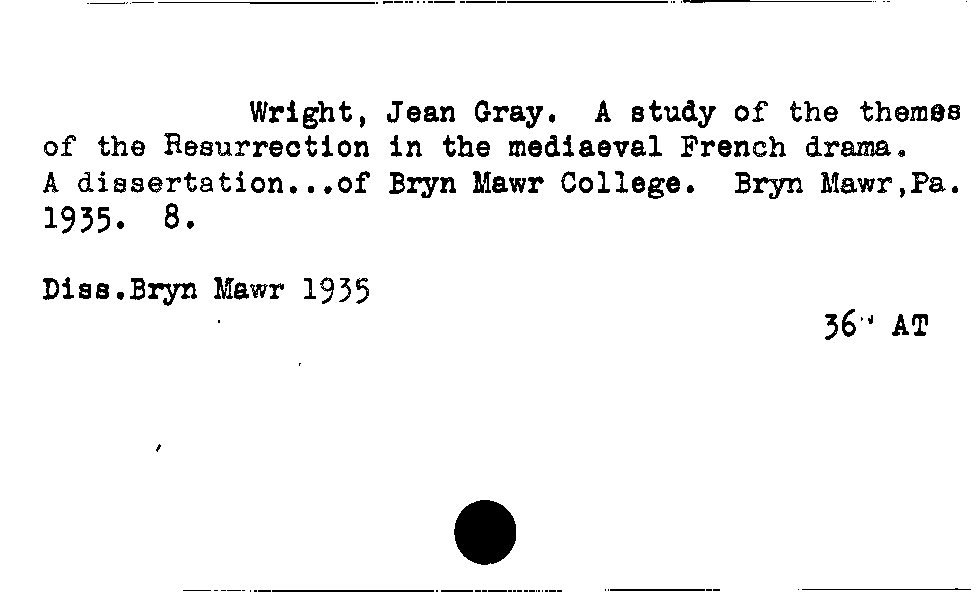 Wright, Jean Gray. A study of the themes
of the Resurrection in the mediaeval French drama.
A dissertation...of Bryn Mawr College. Bryn Mawr,Pa.
1935. 8.
Diss.Bryn Mawr 1935
36" AT